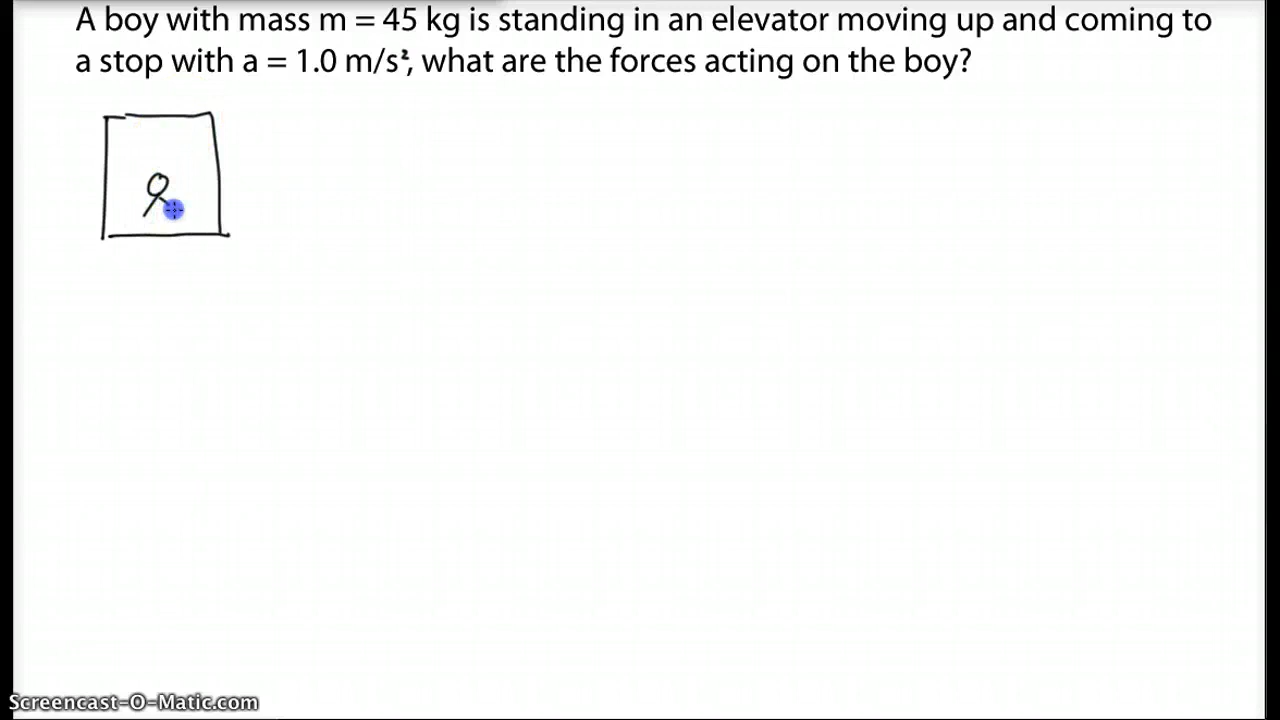 A boy with mass m = 45 kg is standing in an elevator moving up and coming to
a stop with a = 1.0 m/s², what are the forces acting on the boy?
Screencast-O-Matic.com